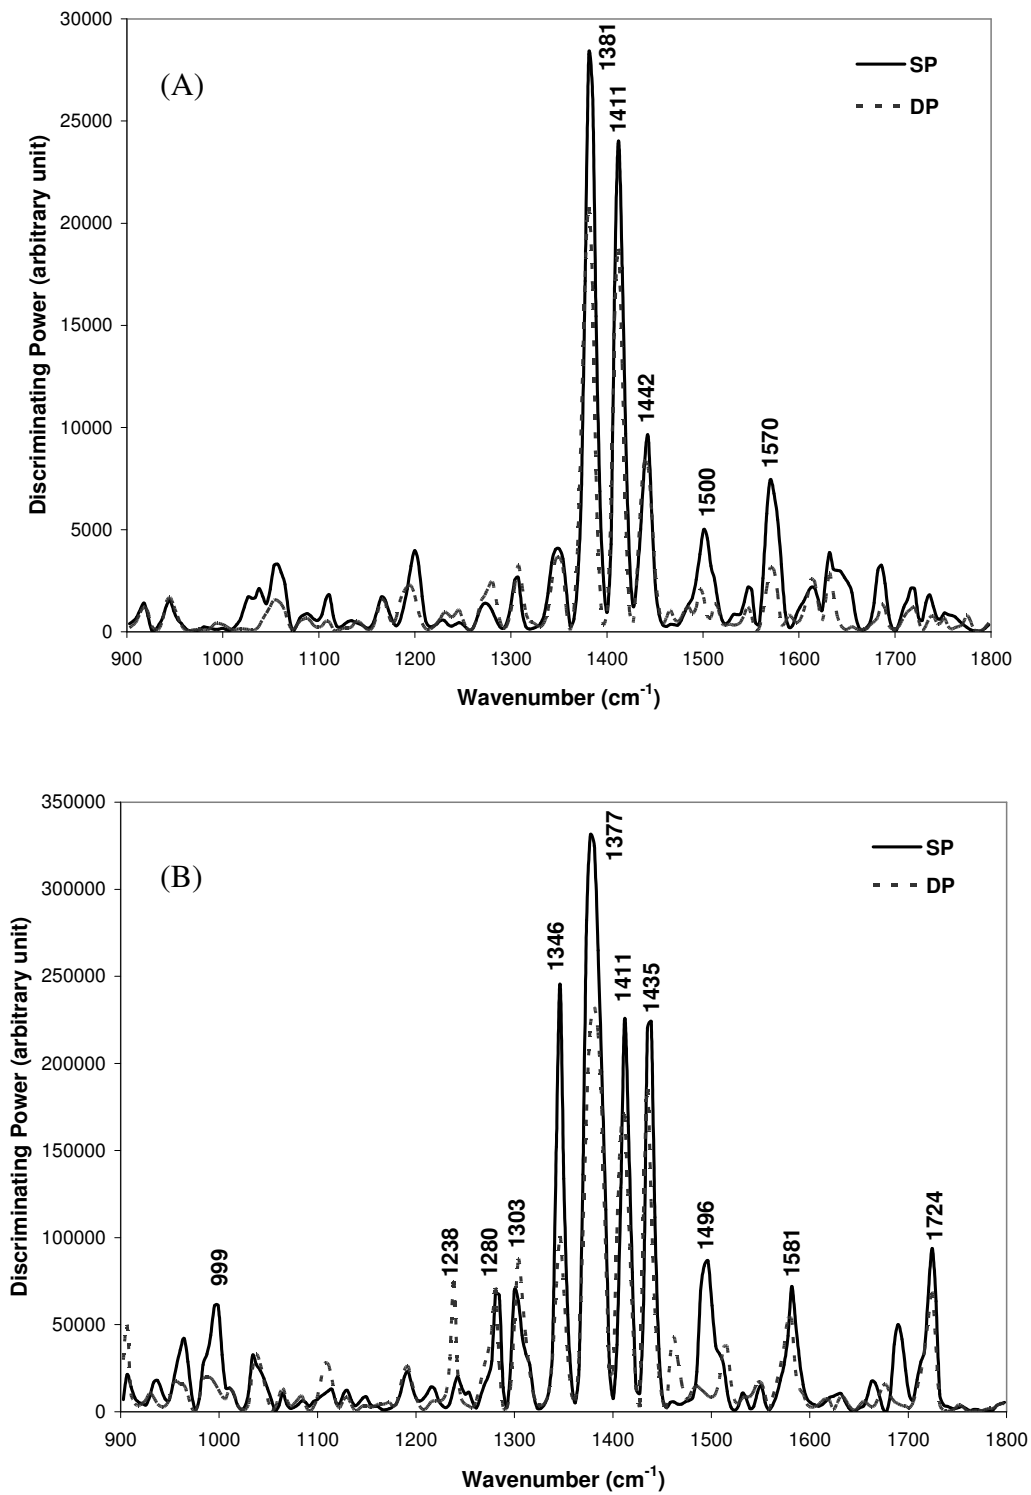 30000
(A)
1381
SP
DP
25000
1411
20000
15000
1442
10000
1500
1570
5000
0
900 1000 1100 1200 1300 1400 1500 1600 1700 1800
Discriminating Power (arbitrary unit)
Wavenumber (cm-1)
350000
(B)
1377
SP
DP
300000
1346
250000
1411
1435
200000
150000
1724
999
1238
1280
1303
1496
1581
100000
50000
0
900 1000 1100 1200 1300 1400 1500 1600 1700 1800
Discriminating Power (arbitrary unit)
Wavenumber (cm-1)